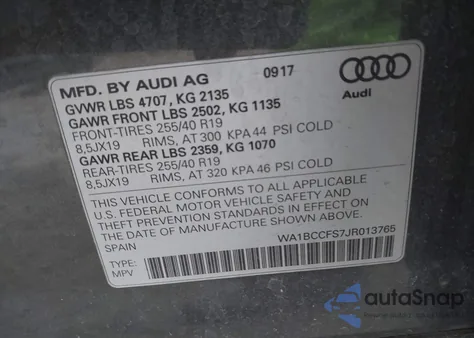 MFD. BY AUDI AG 09'17
GVWR LBS 4707, KG 2135
GAWR FRONT LBS 2502, KG 1135
FRONT-TIRES 255/40 R19
8,5JX19 RIMS, AT 300 KPA 44 PSI COLD
GAWR REAR LBS 2359, KG 1070
REAR-TIRES 255/40 R19
8,5JX19 RIMS, AT 320 KPA 46 PSI COLD
Audi
THIS VEHICLE CONFORMS TO ALL APPLICABLE
U.S. FEDERAL MOTOR VEHICLE SAFETY AND
THEFT PREVENTION STANDARDS IN EFFECT ON
THE DATE OF MANUFACTURE SHOWN ABOVE.
SPAIN WA1BCCFS7JR013765
TYPE:
MPV
autoSnap